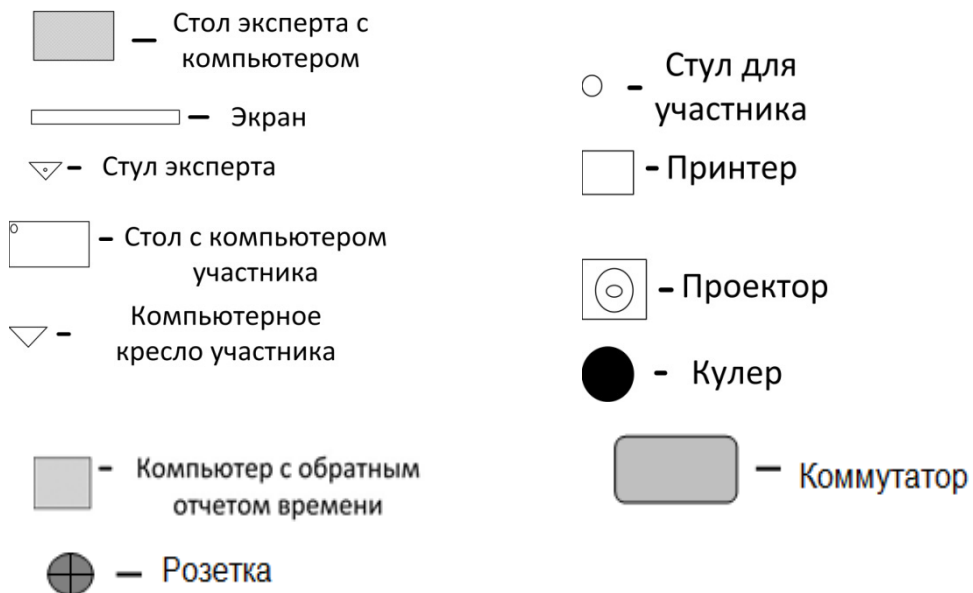 – Стол эксперта с
компьютером
– Экран
– Стул эксперта
– Стол с компьютером
участника
– Компьютерное
кресло участника
– Компьютер с обратным
отчетом времени
– Розетка
– Стул для
участника
– Принтер
– Проектор
– Кулер
– Коммутатор